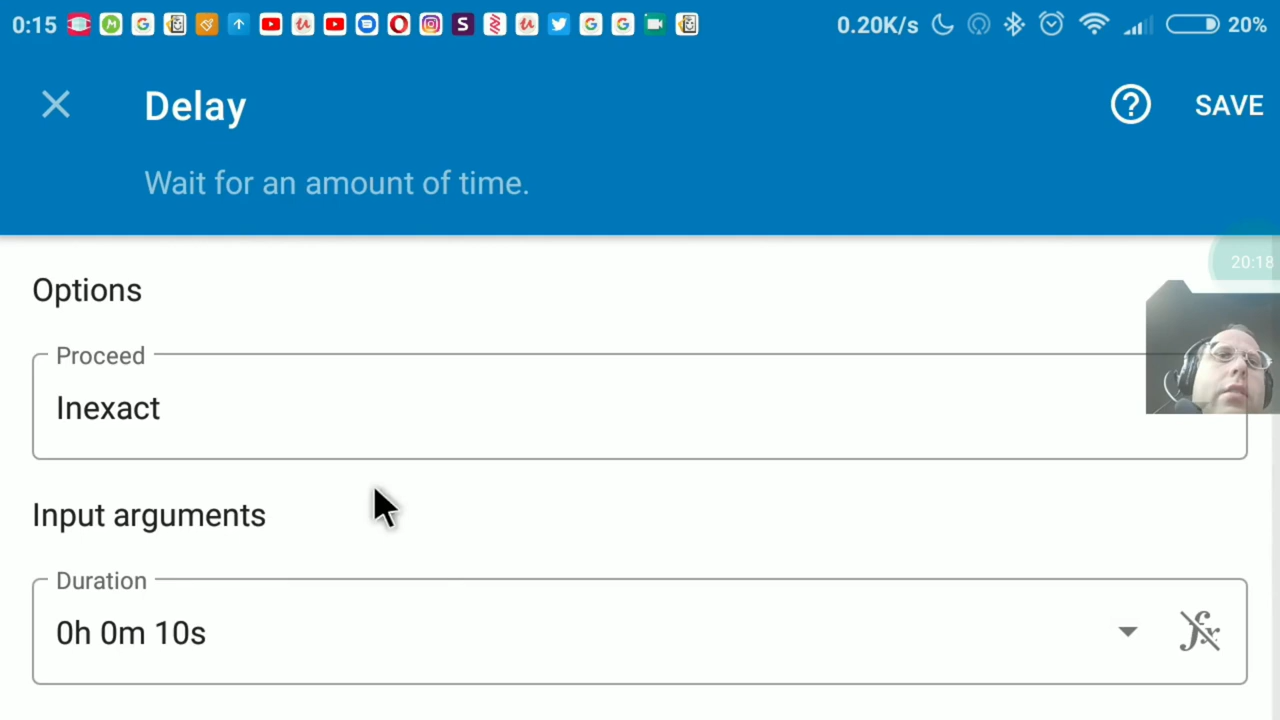 0:15 0.20K/s 20%
Delay SAVE
Wait for an amount of time.
20:18
Options
Proceed
Inexact
Input arguments
Duration
0h 0m 10s
fx